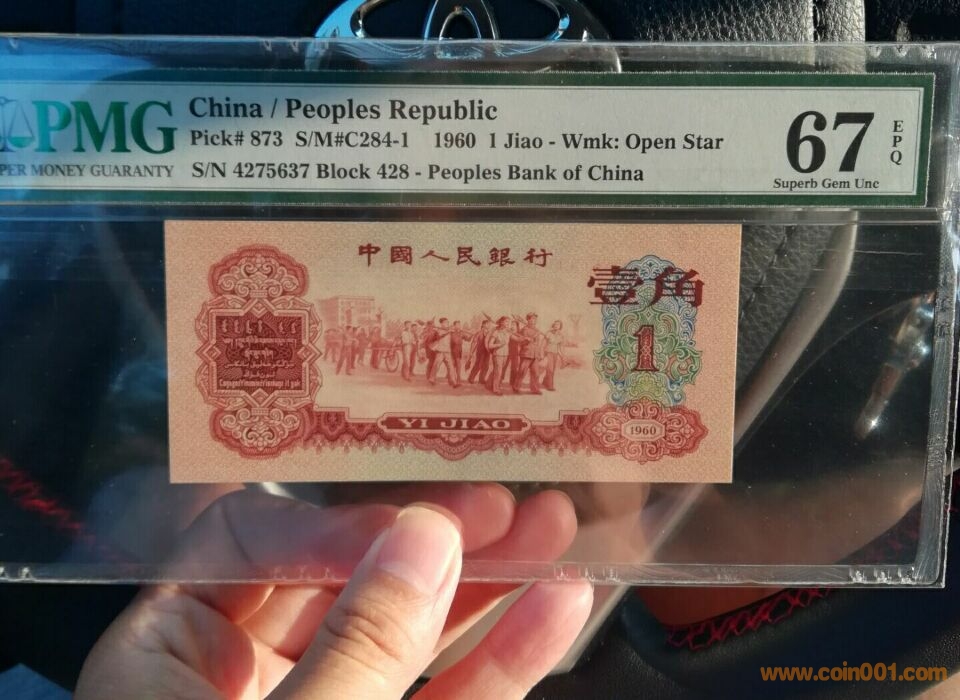 PMG
PER MONEY GUARANTY
China / Peoples Republic
Pick# 873 S/M#C284-1 1960 1 Jiao - Wmk: Open Star
S/N 4275637 Block 428 - Peoples Bank of China
67
EPQ
Superb Gem Unc
中國人民銀行
壹角
1
YI JIAO
1960
www.coin001.com